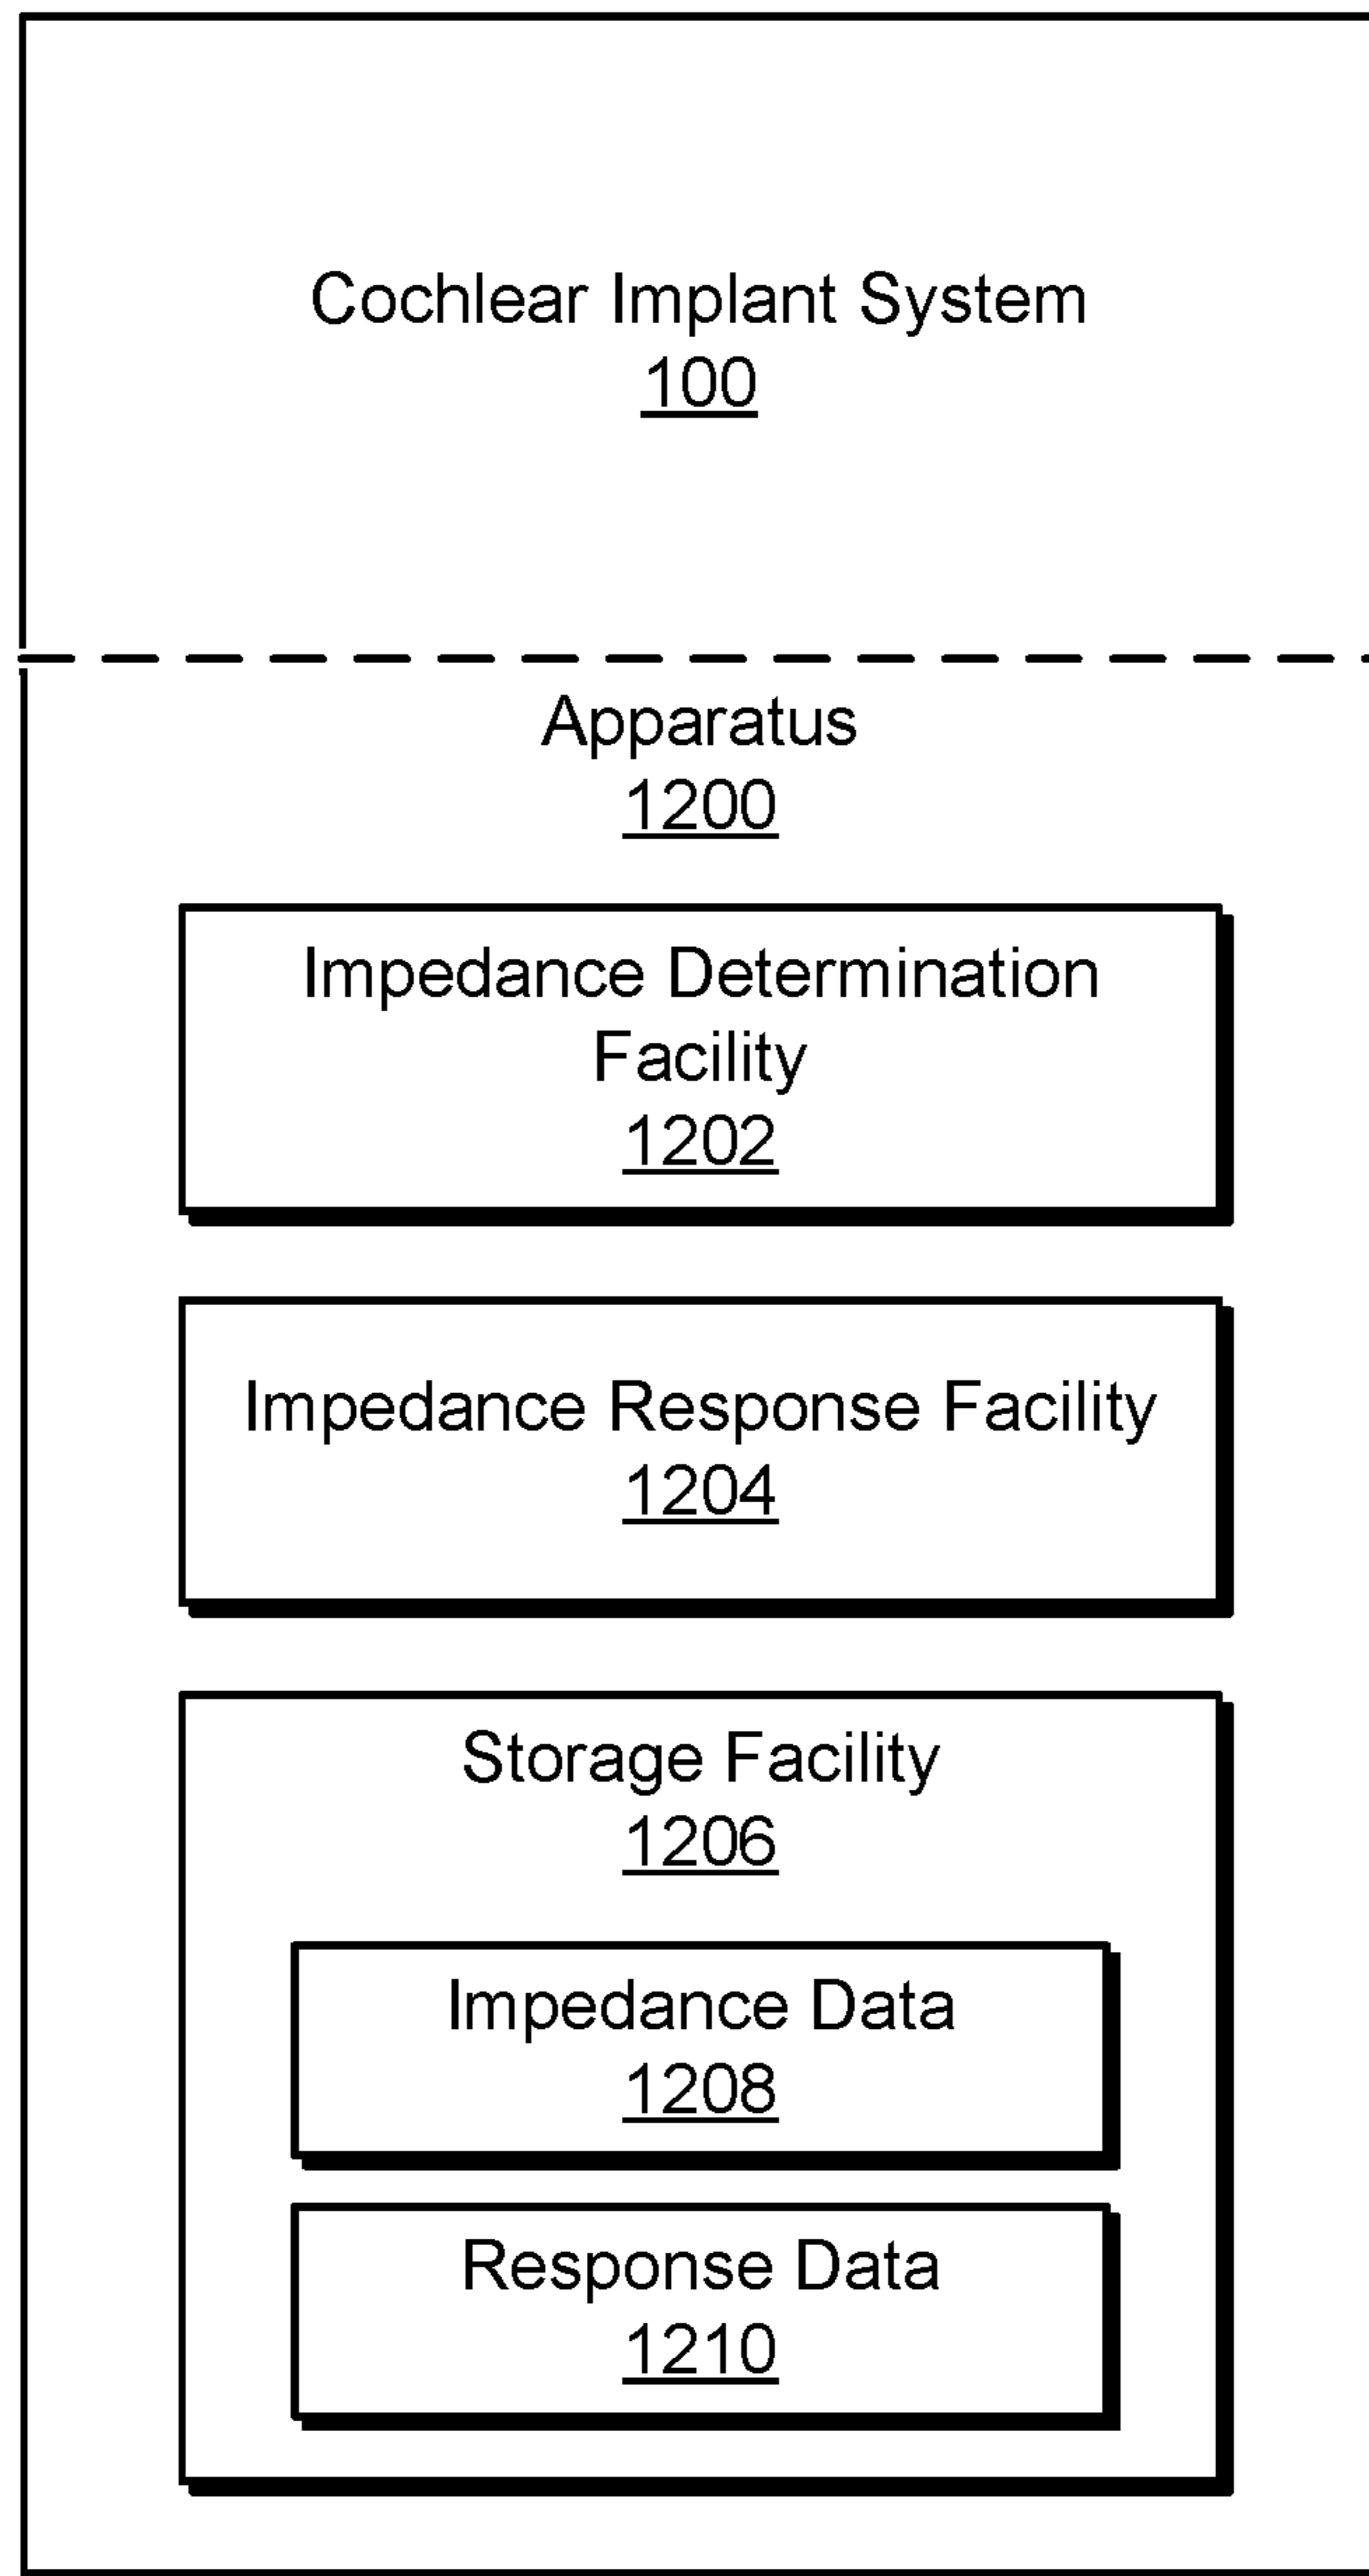 Cochlear Implant System
100
Apparatus
1200
Impedance Determination
Facility
1202
Impedance Response Facility
1204
Storage Facility
1206
Impedance Data
1208
Response Data
1210